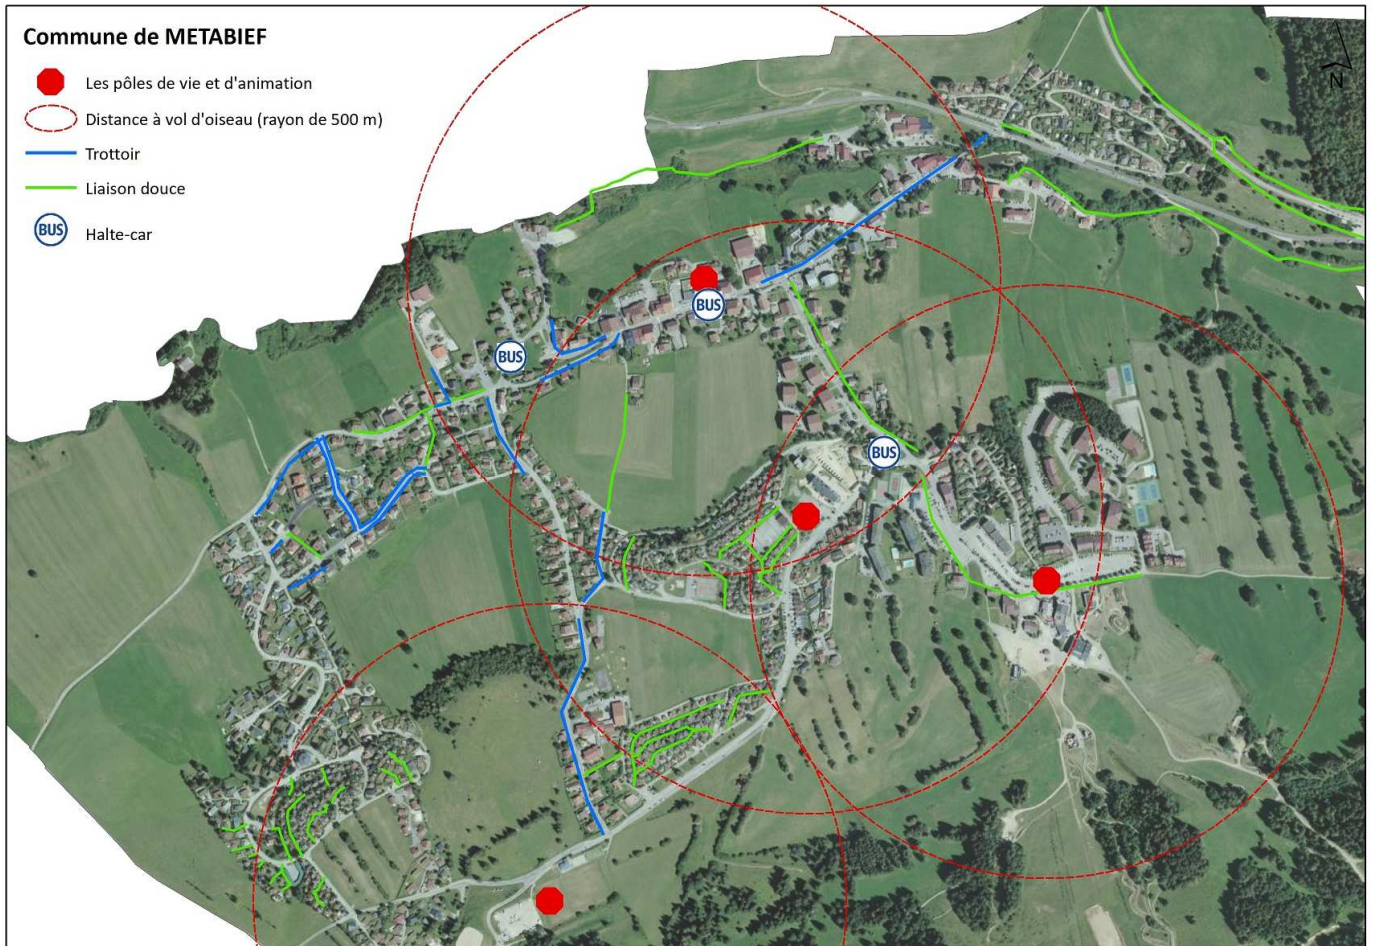 Commune de METABIEF
Les pôles de vie et d'animation
Distance à vol d'oiseau (rayon de 500 m)
Trottoir
Liaison douce
BUS Halte-car
N
BUS
BUS
BUS